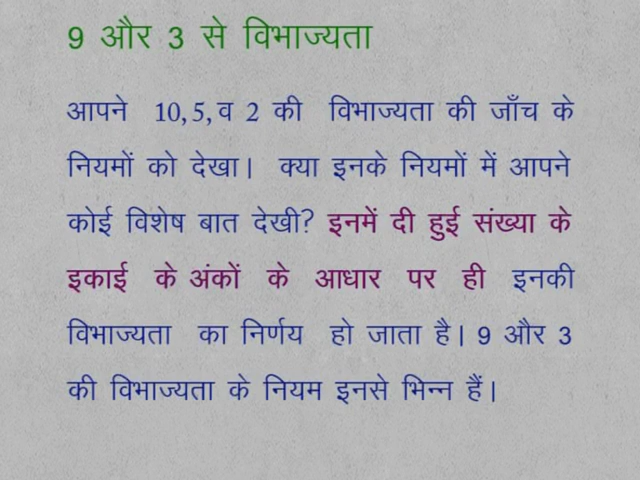 9 और 3 से विभाज्यता
आपने 10, 5, व 2 की विभाज्यता की जाँच के
नियमों को देखा। क्या इनके नियमों में आपने
कोई विशेष बात देखी? इनमें दी हुई संख्या के
इकाई के अंकों के आधार पर ही इनकी
विभाज्यता का निर्णय हो जाता है। 9 और 3
की विभाज्यता के नियम इनसे भिन्न हैं।